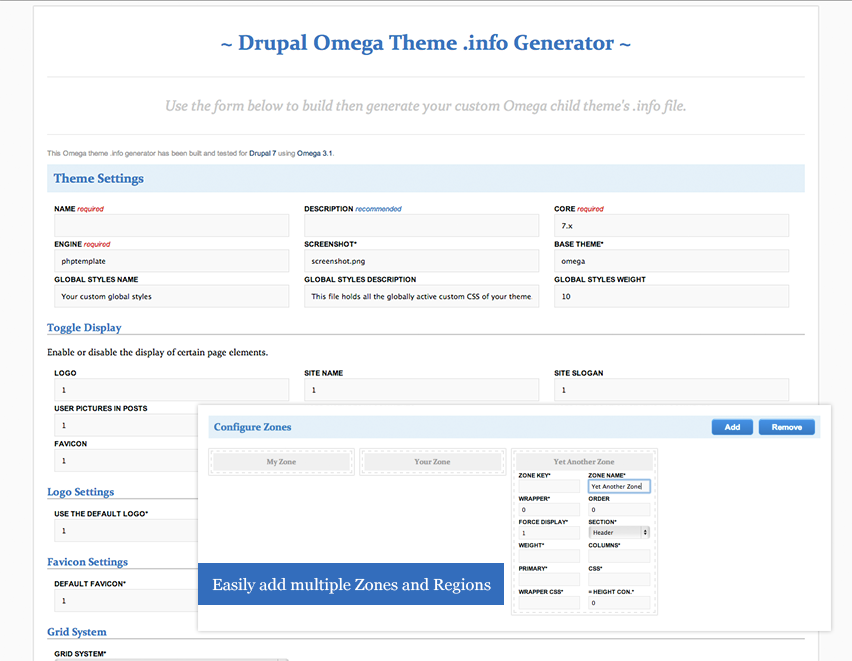 ~ Drupal Omega Theme .info Generator ~
Use the form below to build then generate your custom Omega child theme's .info file.
This Omega theme .info generator has been built and tested for Drupal 7 using Omega 3.1.
Theme Settings
NAME required DESCRIPTION recommended CORE required
7.x
ENGINE required SCREENSHOT* BASE THEME*
phptemplate screenshot.png omega
GLOBAL STYLES NAME GLOBAL STYLES DESCRIPTION GLOBAL STYLES WEIGHT
Your custom global styles This file holds all the globally active custom CSS of your theme 10
Toggle Display
Enable or disable the display of certain page elements.
LOGO SITE NAME SITE SLOGAN
1 1 1
USER PICTURES IN POSTS
1
FAVICON
1
Logo Settings
USE THE DEFAULT LOGO*
1
Favicon Settings
DEFAULT FAVICON*
1
Grid System
GRID SYSTEM*
Configure Zones Add Remove
My Zone Your Zone Yet Another Zone
ZONE KEY* ZONE NAME*
Yet Another Zone
WRAPPER* ORDER
0 0
FORCE DISPLAY* SECTION*
1 Header
WEIGHT* COLUMNS*
PRIMARY* CSS*
WRAPPER CSS* =HEIGHT CON.*
0
Easily add multiple Zones and Regions